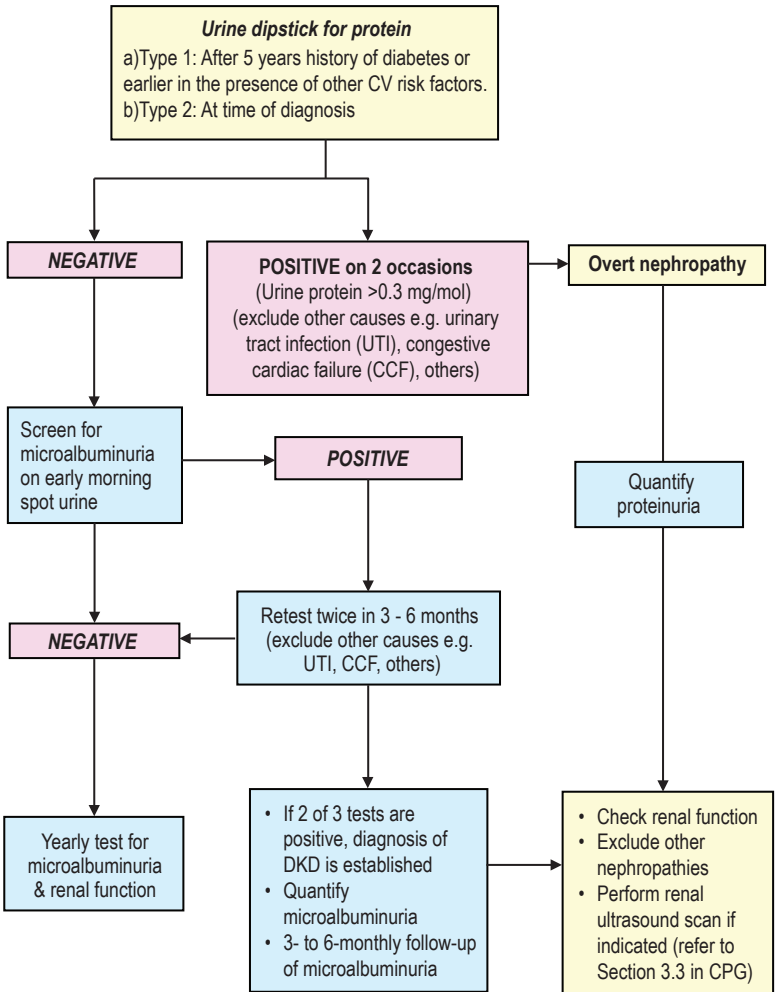 Urine dipstick for protein
a)Type 1: After 5 years history of diabetes or
earlier in the presence of other CV risk factors.
b)Type 2: At time of diagnosis
NEGATIVE
POSITIVE on 2 occasions
(Urine protein >0.3 mg/mol)
(exclude other causes e.g. urinary
tract infection (UTI), congestive
cardiac failure (CCF), others)
Overt nephropathy
Screen for
microalbuminuria
on early morning
spot urine
POSITIVE
Quantify
proteinuria
Retest twice in 3 - 6 months
(exclude other causes e.g.
UTI, CCF, others)
NEGATIVE
Yearly test for
microalbuminuria
& renal function
• If 2 of 3 tests are
positive, diagnosis of
DKD is established
• Quantify
microalbuminuria
• 3- to 6-monthly follow-up
of microalbuminuria
• Check renal function
• Exclude other
nephropathies
• Perform renal
ultrasound scan if
indicated (refer to
Section 3.3 in CPG)